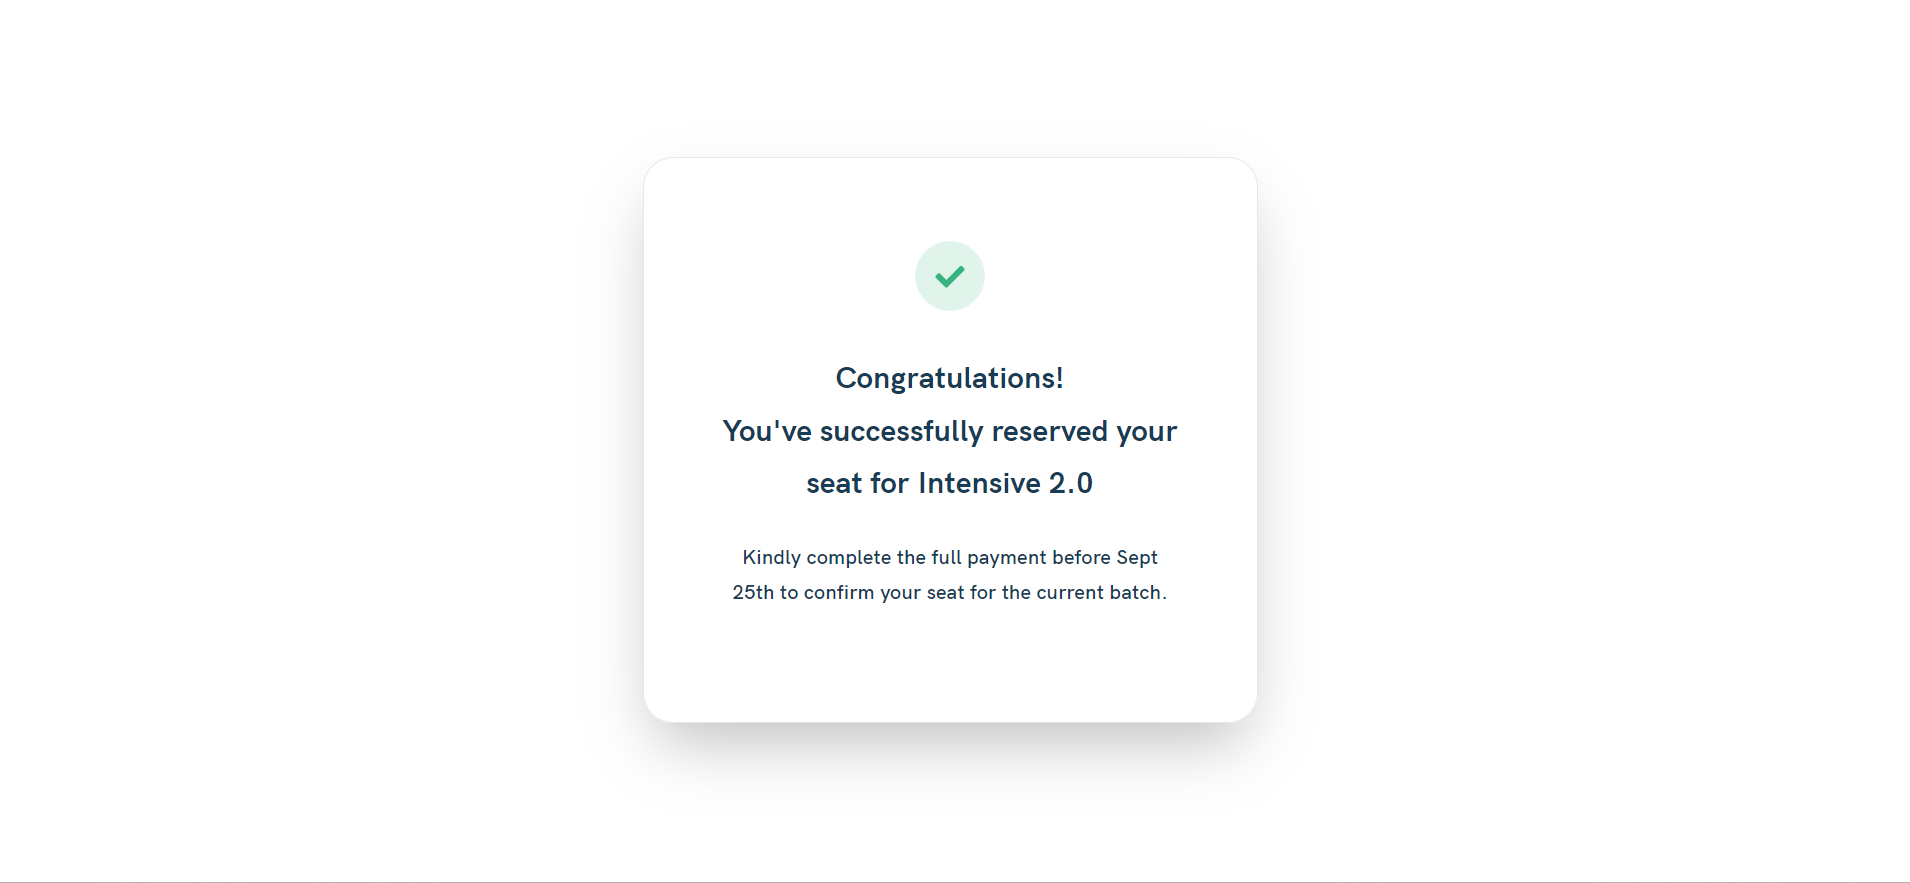 Congratulations!
You've successfully reserved your
seat for Intensive 2.0
Kindly complete the full payment before Sept
25th to confirm your seat for the current batch.